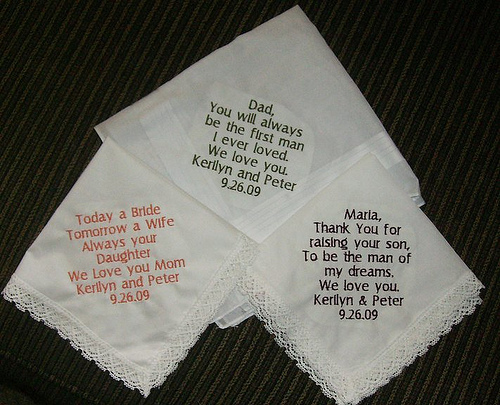 Dad,
You will always
be the first man
I ever loved.
We love you.
Kerilyn and Peter
9.26.09
Today a Bride
Tomorrow a Wife
Always your
Daughter
We Love you Mom
Kerilyn and Peter
9.26.09
Maria,
Thank You for
raising your son,
To be the man of
my dreams.
We love you.
Kerilyn & Peter
9.26.09